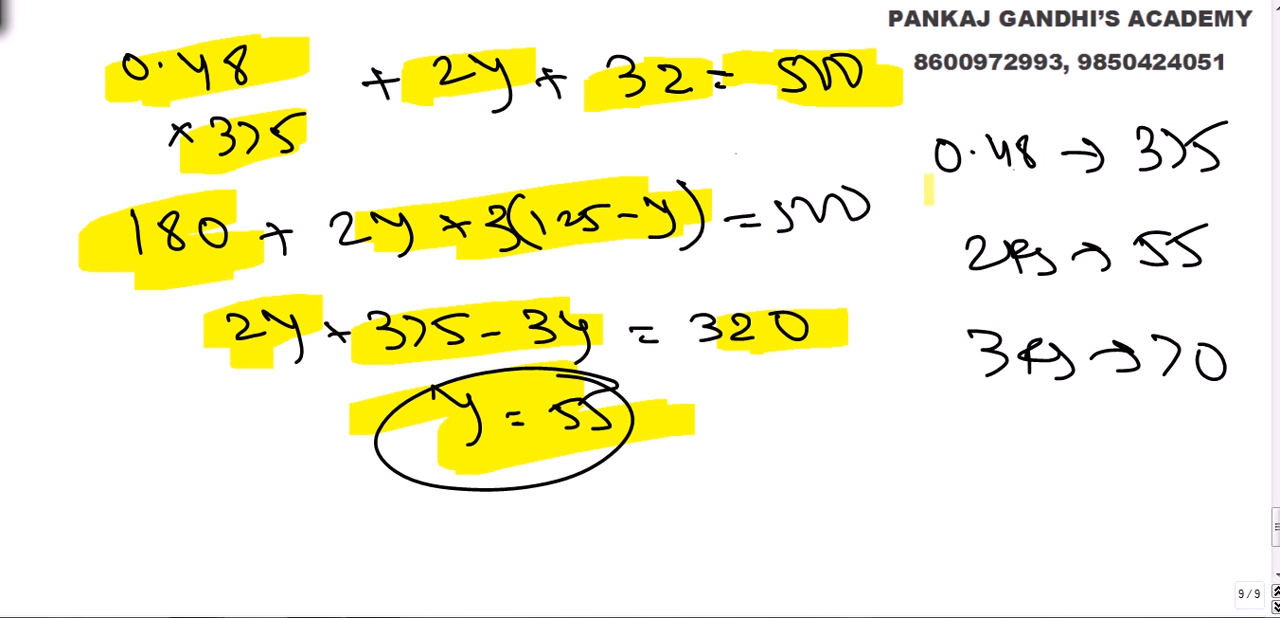 PANKAJ GANDHI'S ACADEMY
8600972993, 9850424051
0.48 + 2y + 3z = 500
× 375
180 + 2y + 3(125 - y) = 500
2y + 375 - 3y = 320
y = 55
0.48 → 375
2Rs → 55
3Rs → 70
9 / 9